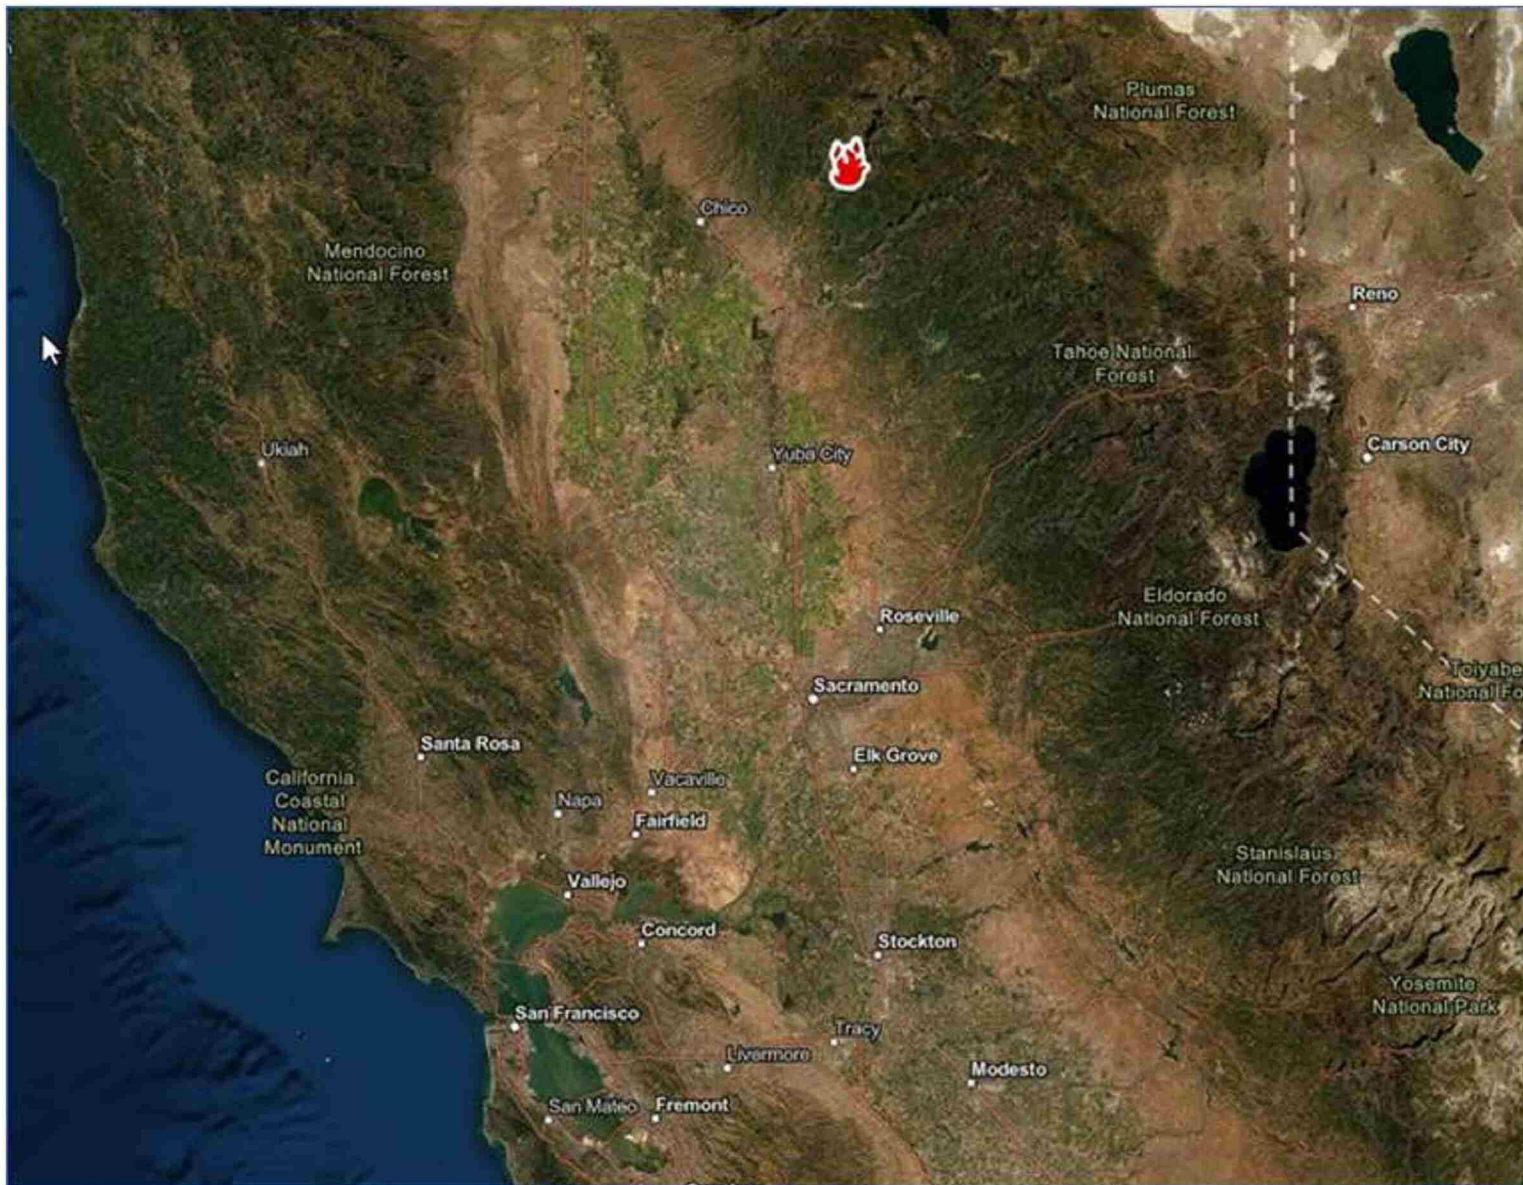 Plumas
National Forest
Chico
Mendocino
National Forest
Reno
Tahoe National
Forest
Ukiah
Yuba City
Carson City
Eldorado
National Forest
Roseville
Toiyabe
National Fo
Sacramento
Santa Rosa
Elk Grove
California
Coastal
National
Monument
Vacaville
Napa
Fairfield
Stanislaus
National Forest
Vallejo
Concord
Stockton
Yosemite
National Park
San Francisco
Tracy
Livermore
Modesto
San Mateo
Fremont